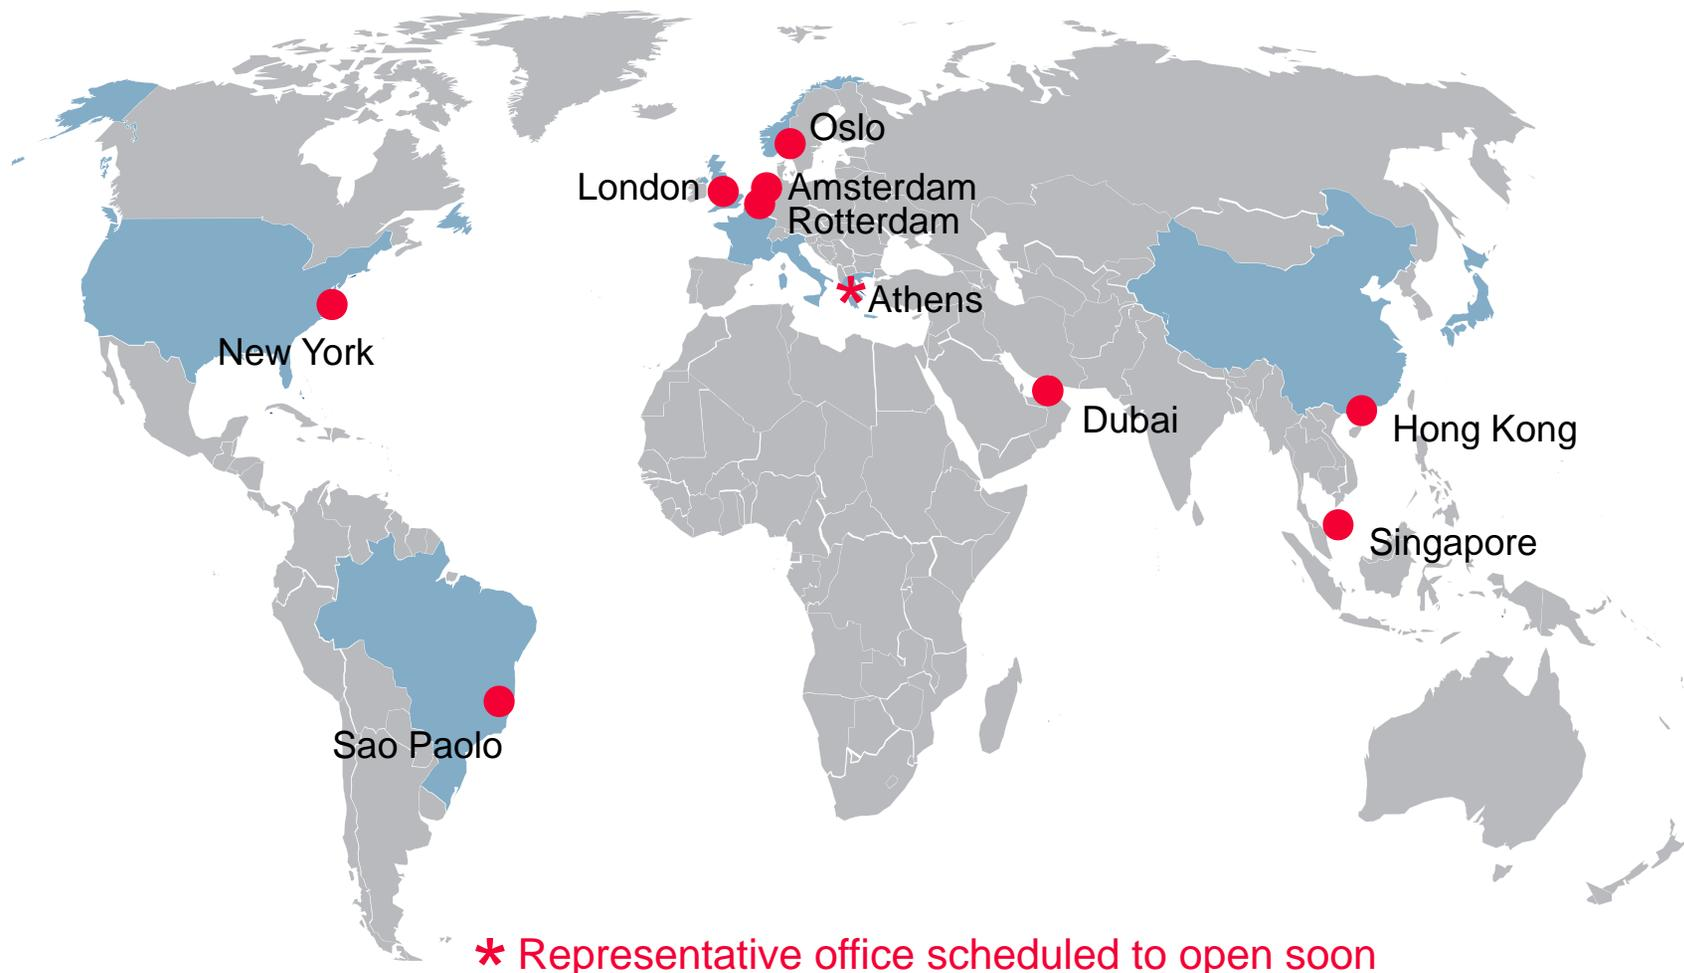 Oslo
London
Amsterdam
Rotterdam
* Athens
New York
Dubai
Hong Kong
Singapore
Sao Paolo
* Representative office scheduled to open soon